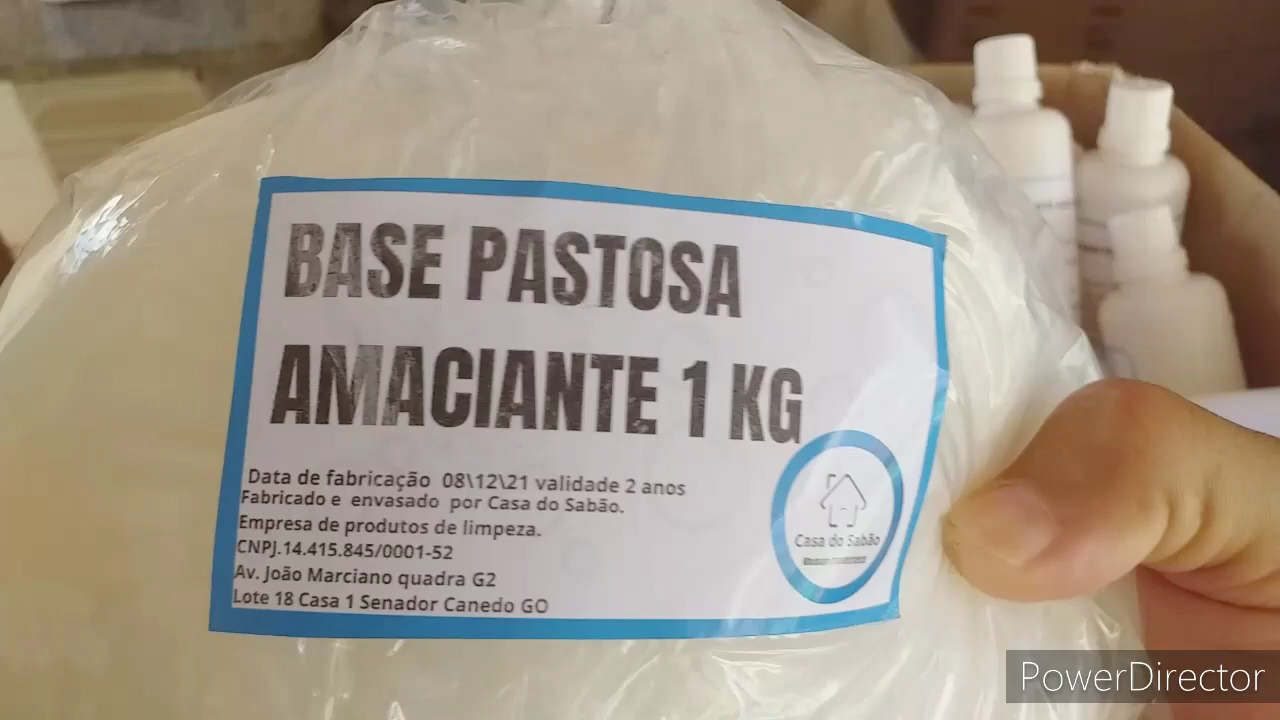 BASE PASTOSA
AMACIANTE 1 KG
Data de fabricação 08\12\21 validade 2 anos
Fabricado e envasado por Casa do Sabão.
Empresa de produtos de limpeza.
CNPJ.14.415.845/0001-52
Av. João Marciano quadra G2
Lote 18 Casa 1 Senador Canedo GO
Casa do Sabão
PowerDirector